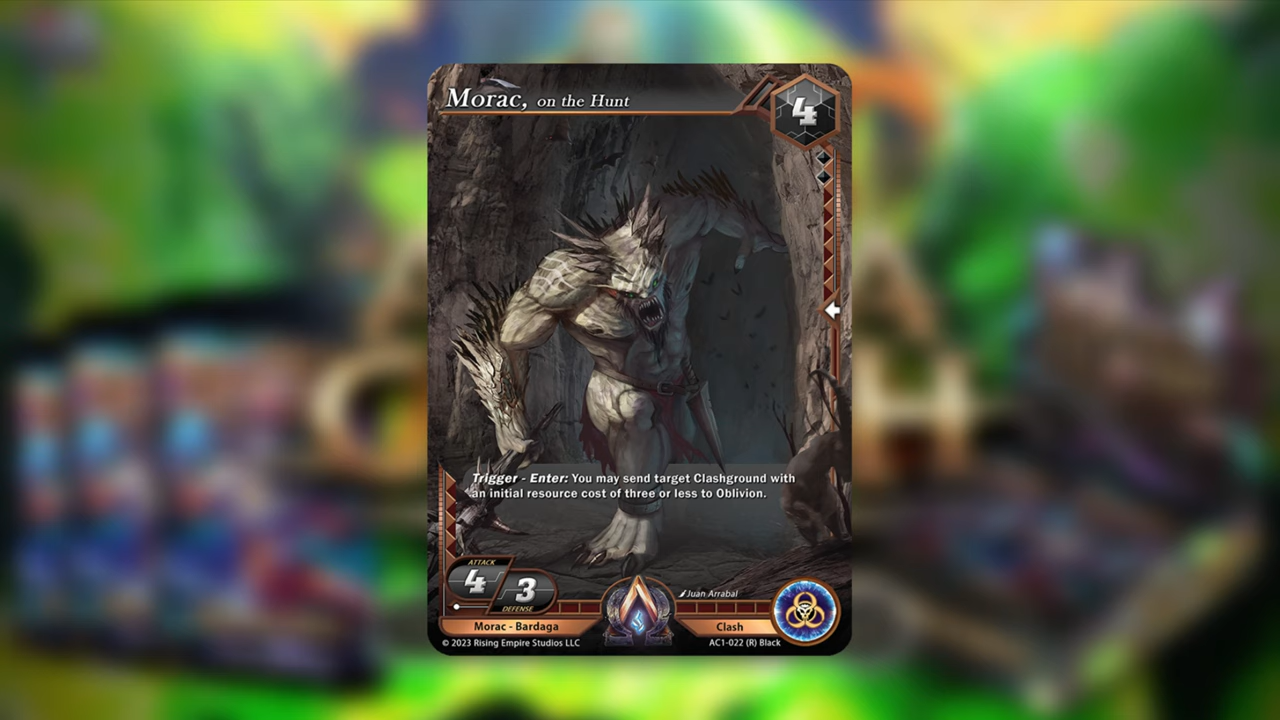 Morac, on the Hunt
4
Trigger - Enter: You may send target Clashground with
an initial resource cost of three or less to Oblivion.
ATTACK
4
3
DEFENSE
Juan Arrabal
Morac - Bardaga
Clash
© 2023 Rising Empire Studios LLC
AC1-022 (R) Black